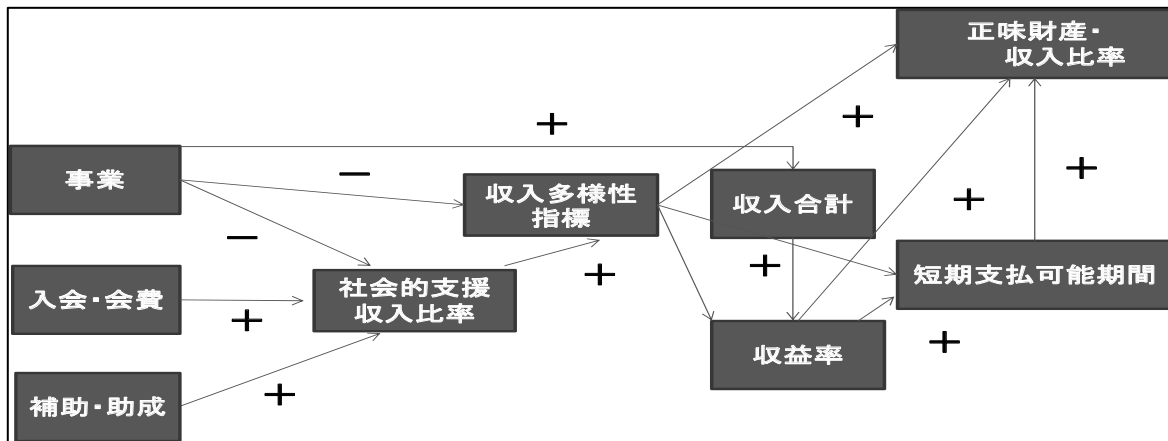 正味財産・
収入比率
+
+
事業
−
収入多様性
指標
収入合計
+
+
−
+
+
短期支払可能期間
入会・会費
+
社会的支援
収入比率
収益率
+
補助・助成
+